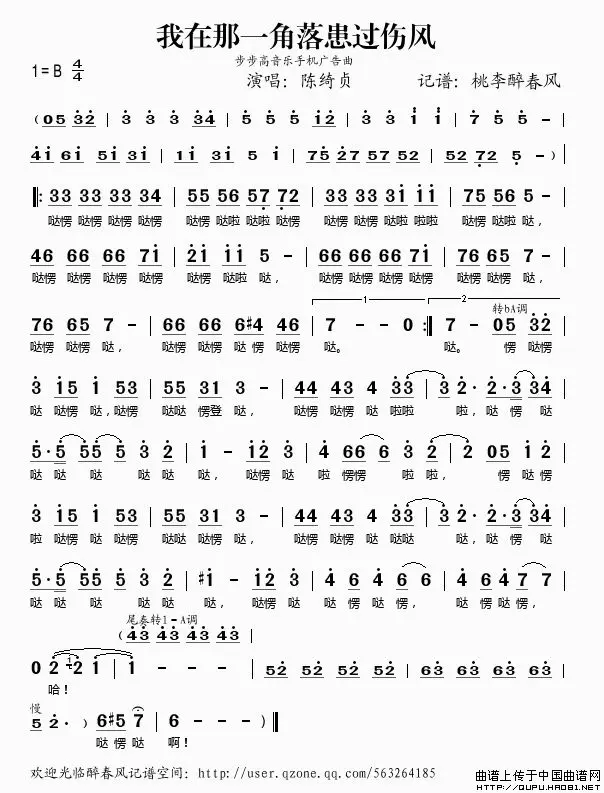 我在那一角落患过伤风
步步高音乐手机广告曲
1=B 4/4
演唱：陈绮贞 记谱：桃李醉春风
（05 32 | 3 3 3 34 | 5 5 5 12 | 3 3 1 1 | 7 5 5 – |
41 61 51 31 | 11 31 5 1 | 75 27 57 52 | 52 72 5 – ）|
‖: 33 33 33 34 | 55 56 57 72 | 33 33 31 11 | 75 56 5 – |
哒愣 哒愣 哒愣 哒愣 哒愣 哒啦 哒啦 哒愣 哒愣 哒愣 哒啦 啦啦 哒愣 哒啦 哒，
46 66 66 71 | 21 11 5 – | 66 66 66 71 | 76 65 7 – |
哒愣 哒愣 哒愣 哒愣 哒愣 哒啦 哒， 哒愣 哒愣 哒愣 哒愣 哒愣 哒愣 哒，
1 2
转bA调
76 65 7 – | 66 66 6#4 46 | 7 – – 0 :‖ 7 – 05 32 |
哒愣 哒愣 哒， 哒愣 哒愣 哒愣 哒愣 哒。 哒。 愣 哒愣
3 15 1 53 | 55 31 3 – | 44 43 4 33 | 3 2· 2·3 34 |
哒 哒愣 哒，哒愣 哒哒 愣登 哒， 哒愣 哒愣 哒 啦啦 啦，哒 愣 哒
5·5 55 5 3 2 | 1 – 12 3 | 4 66 6 3 2 | 2 05 1 2 |
哒 哒 哒 哒 哒 哒， 哒愣 哒 啦 愣愣 啦 啦， 愣 哒 愣
3 15 1 53 | 55 31 3 – | 44 43 4 33 | 3 2· 2·3 34 |
啦 哒愣 哒 哒愣 哒哒 愣愣 哒， 哒愣 哒愣 哒 哒哒 哒，哒 愣 哒
5·5 55 5 3 2 | #1 – 12 3 | 4 6 6 6 | 4 6 4 7 7 |
哒 哒 哒 哒 哒 哒， 哒愣 哒 哒 愣， 哒 哒 哒 愣，
尾奏转1=A调
（43 43 43 43 |
0 2 1 2 1 | 1 – – – | 52 52 52 52 | 63 63 63 63 |
哈！
慢
5 2· ）6#5 7 | 6 – – ）‖
哒 愣 哒 啊！
欢迎光临醉春风记谱空间：http://user.qzone.qq.com/563264185
曲谱上传于中国曲谱网
HTTP://QUPU.HAO81.NET